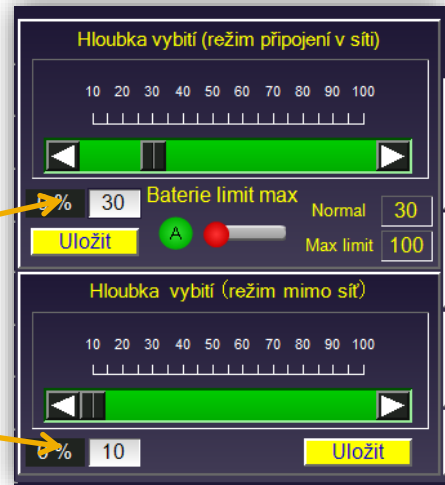 Hloubka vybití (režim připojení v síti)
10 20 30 40 50 60 70 80 90 100
% 30 Baterie limit max Normal 30
Uložit A Max limit 100
Hloubka vybití (režim mimo síť)
10 20 30 40 50 60 70 80 90 100
% 10 Uložit